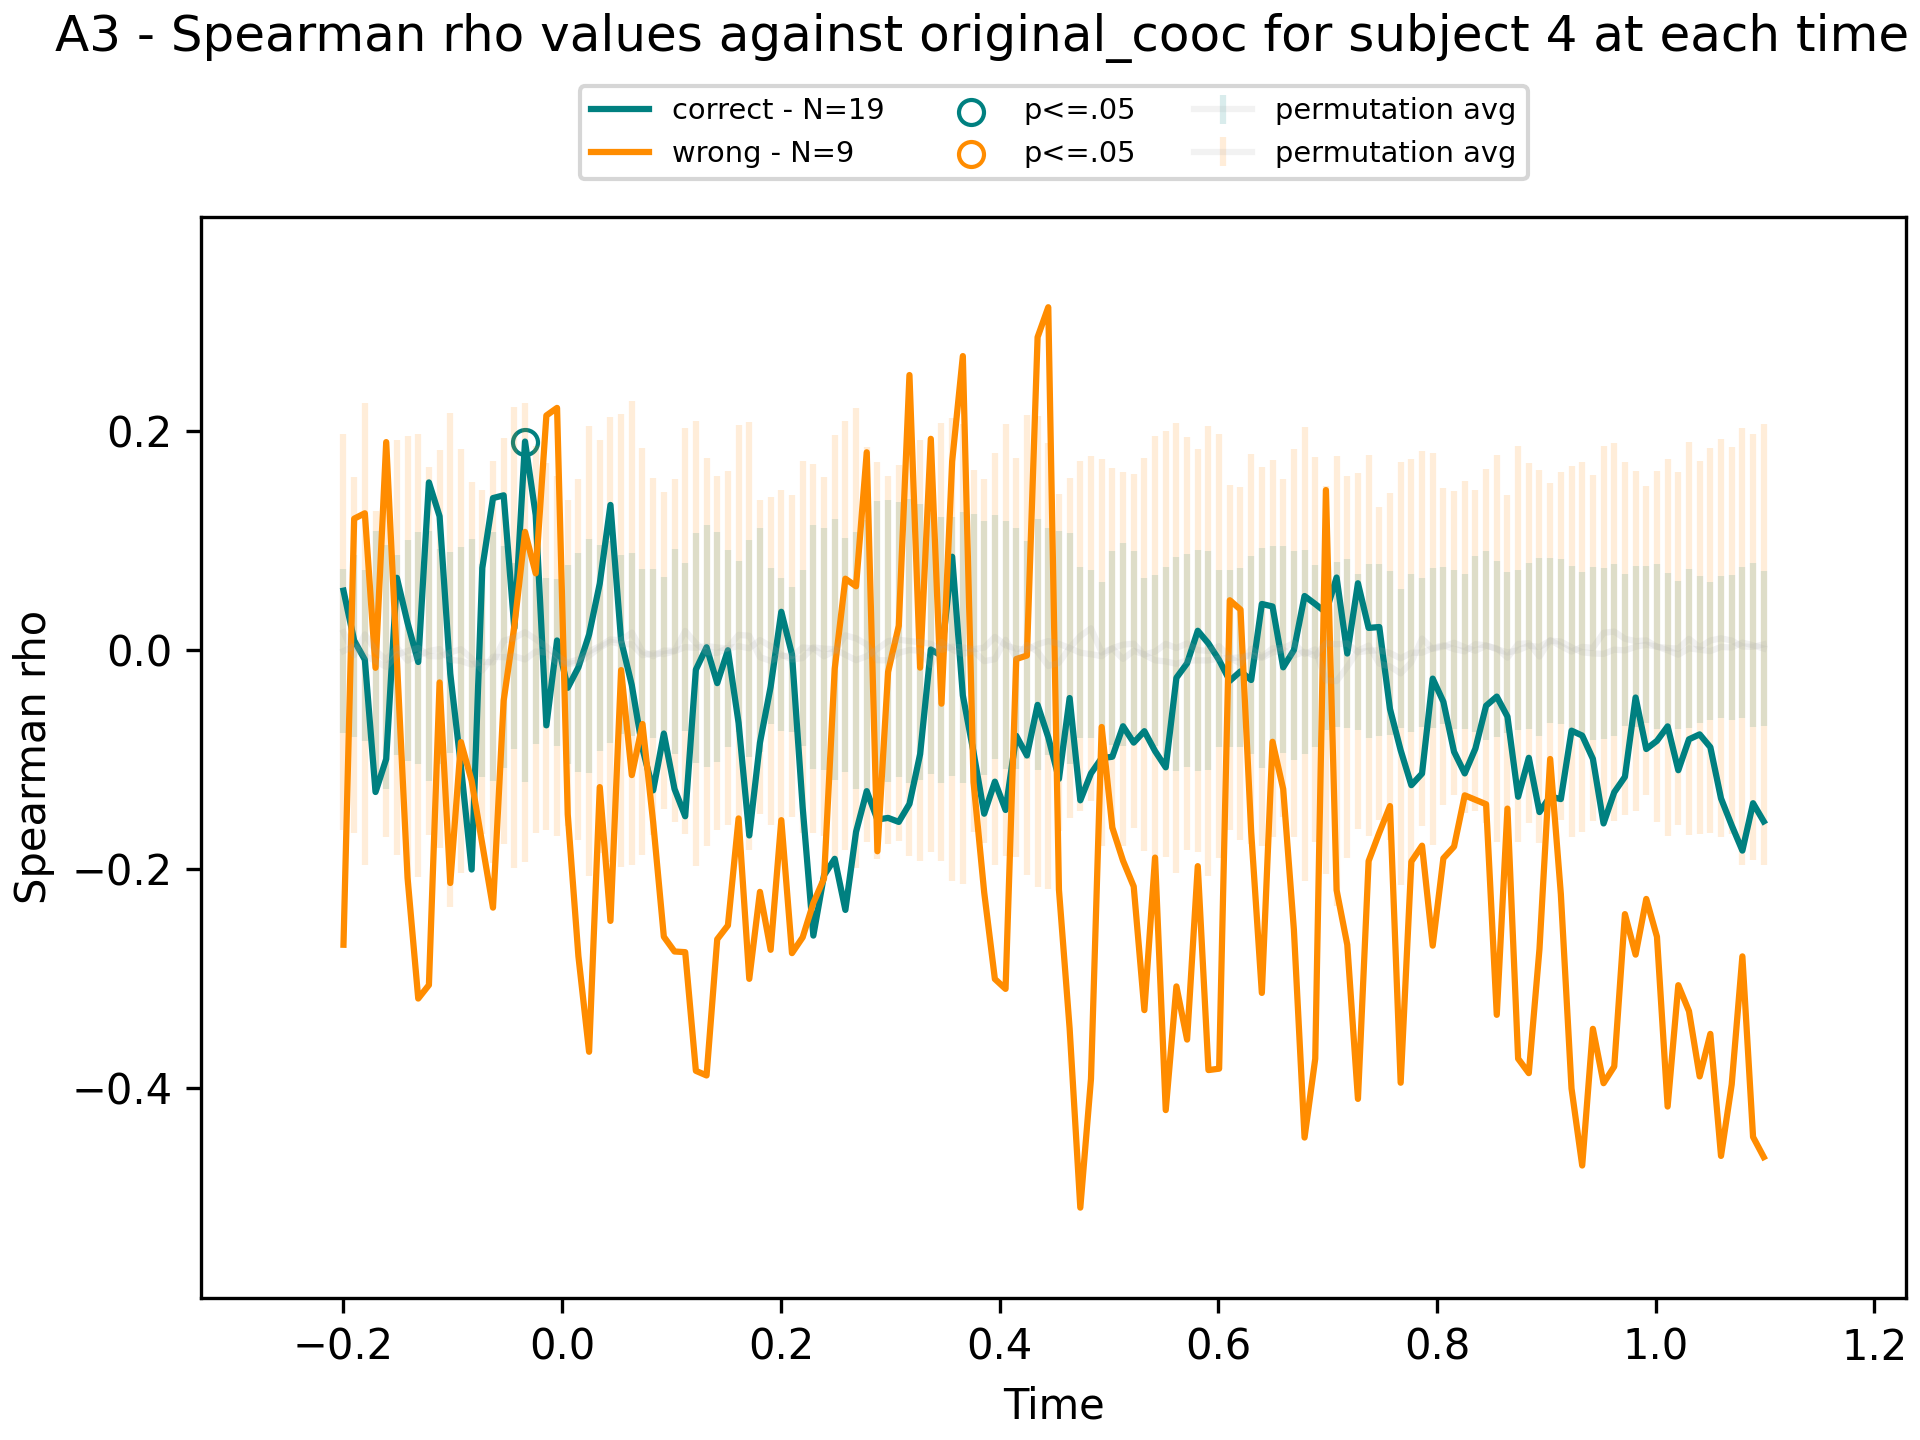 A3 - Spearman rho values against original_cooc for subject 4 at each time
correct - N=19 p<=.05 permutation avg
wrong - N=9 p<=.05 permutation avg
Spearman rho
0.2
0.0
−0.2
−0.4
−0.2 0.0 0.2 0.4 0.6 0.8 1.0 1.2
Time